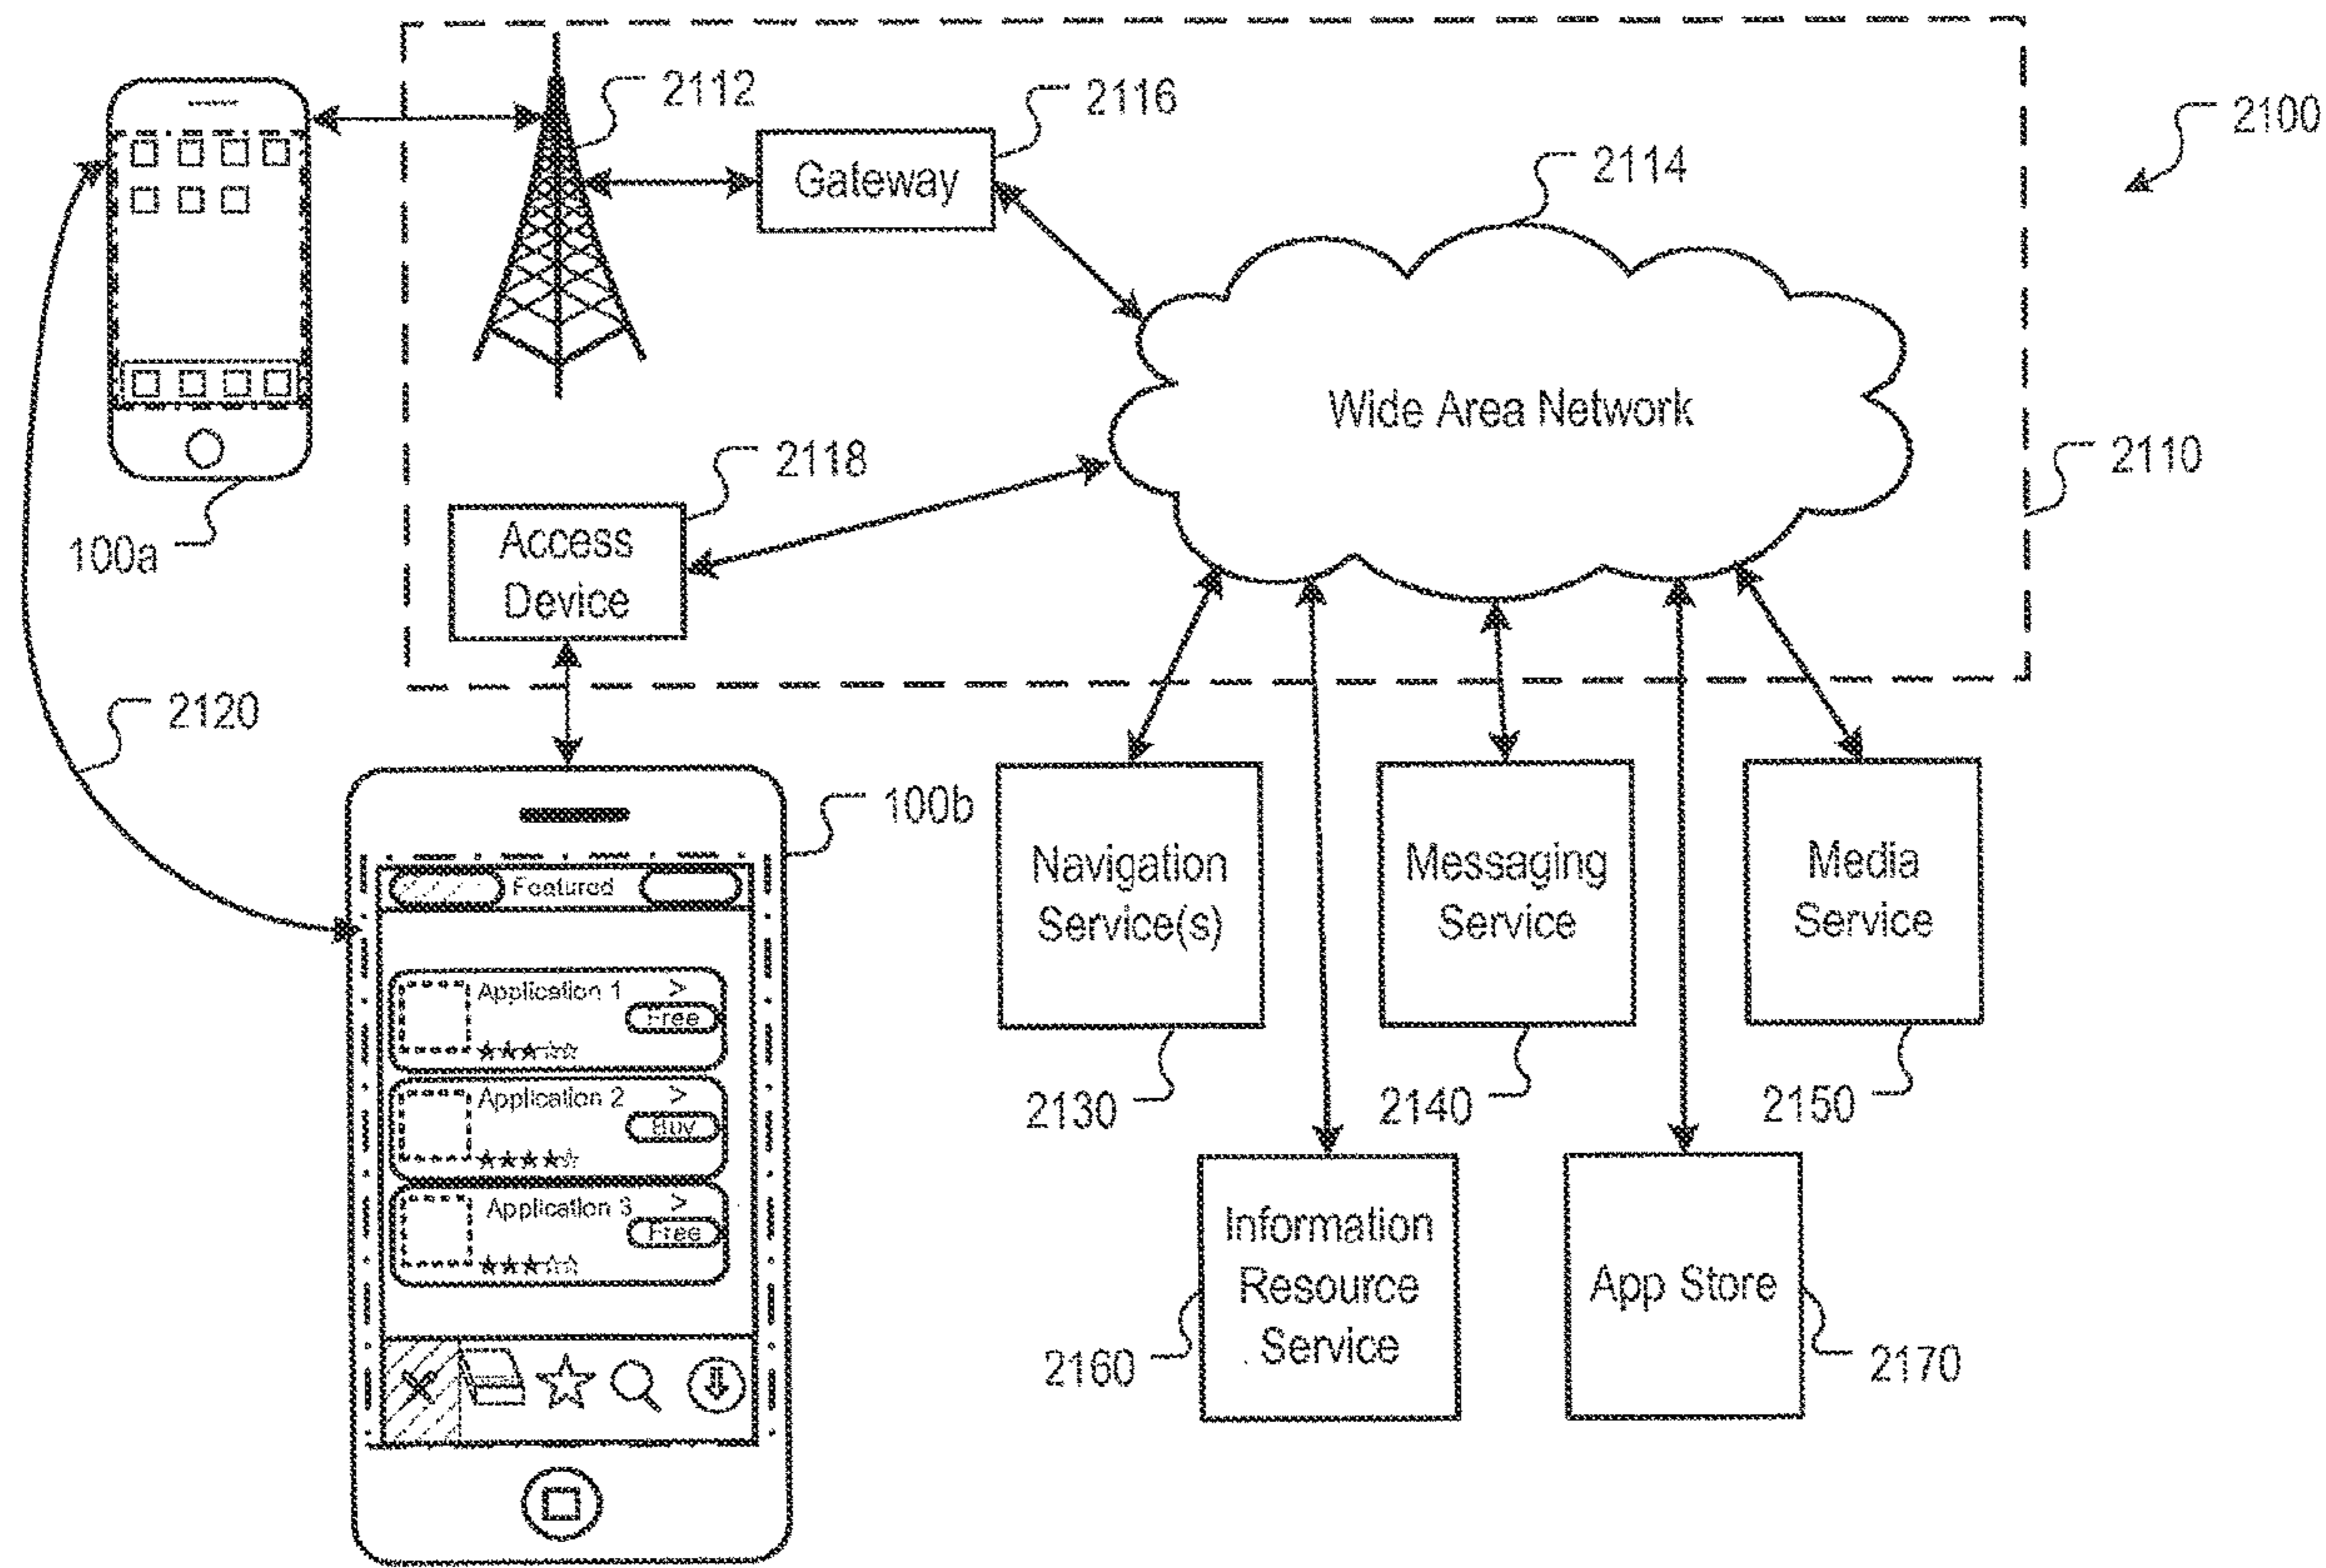 2112
2116
2100
Gateway
2114
Wide Area Network
2110
2118
100a
Access
Device
2120
100b
Featured
Application 1
>
Free
Application 2
>
Buy
Application 3
>
Free
Navigation
Service(s)
Messaging
Service
Media
Service
2130
2140
2150
Information
Resource
Service
App Store
2160
2170